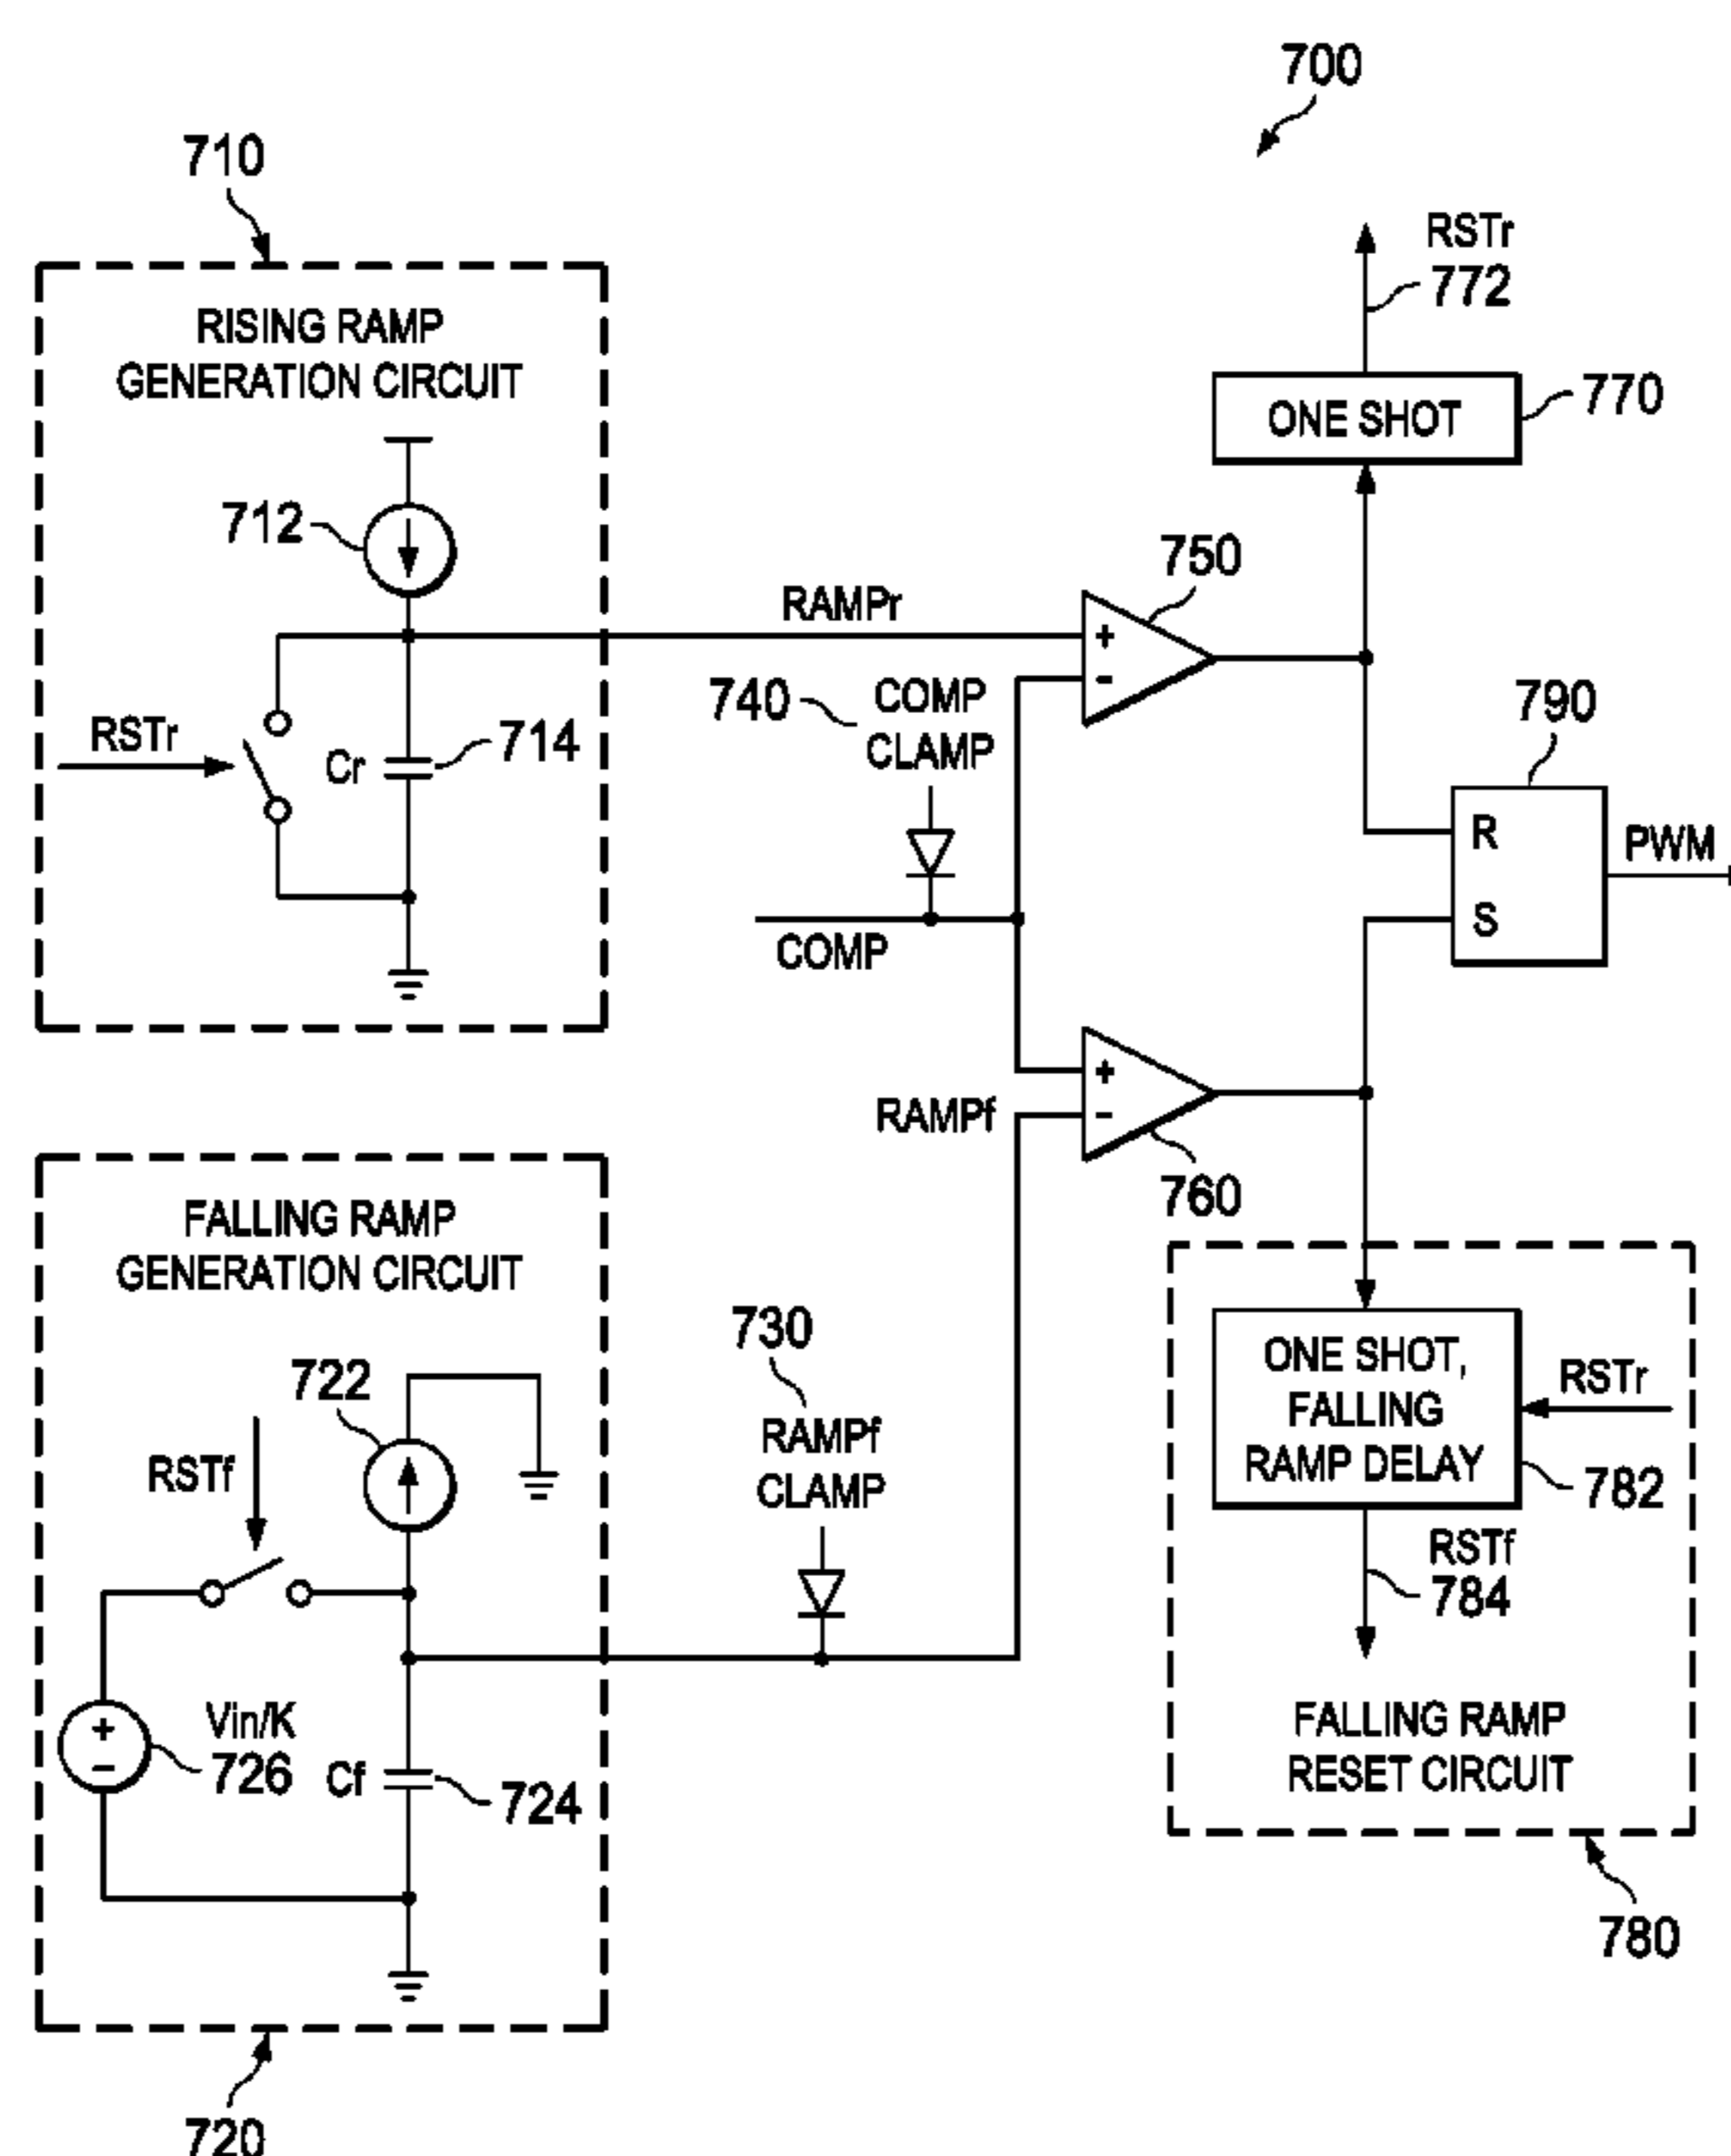 700
710
RISING RAMP
GENERATION CIRCUIT
712
RSTr
Cr
714
RAMPr
740
COMP
CLAMP
COMP
750
+
-
RSTr
772
ONE SHOT
770
790
R
S
PWM
+
-
RAMPf
760
FALLING RAMP
GENERATION CIRCUIT
722
RSTf
Vin/K
726
+
-
Cf
724
720
730
RAMPf
CLAMP
ONE SHOT,
FALLING
RAMP DELAY
RSTr
782
RSTf
784
FALLING RAMP
RESET CIRCUIT
780